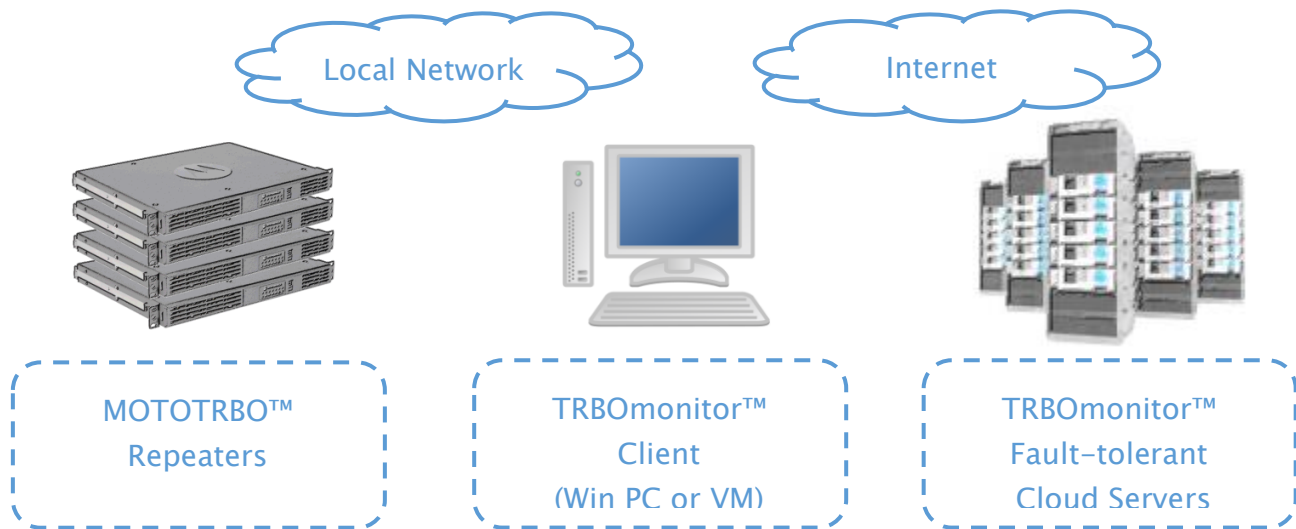 Local Network
Internet
MOTOTRBO™
Repeaters
TRBOmonitor™
Client
(Win PC or VM)
TRBOmonitor™
Fault-tolerant
Cloud Servers